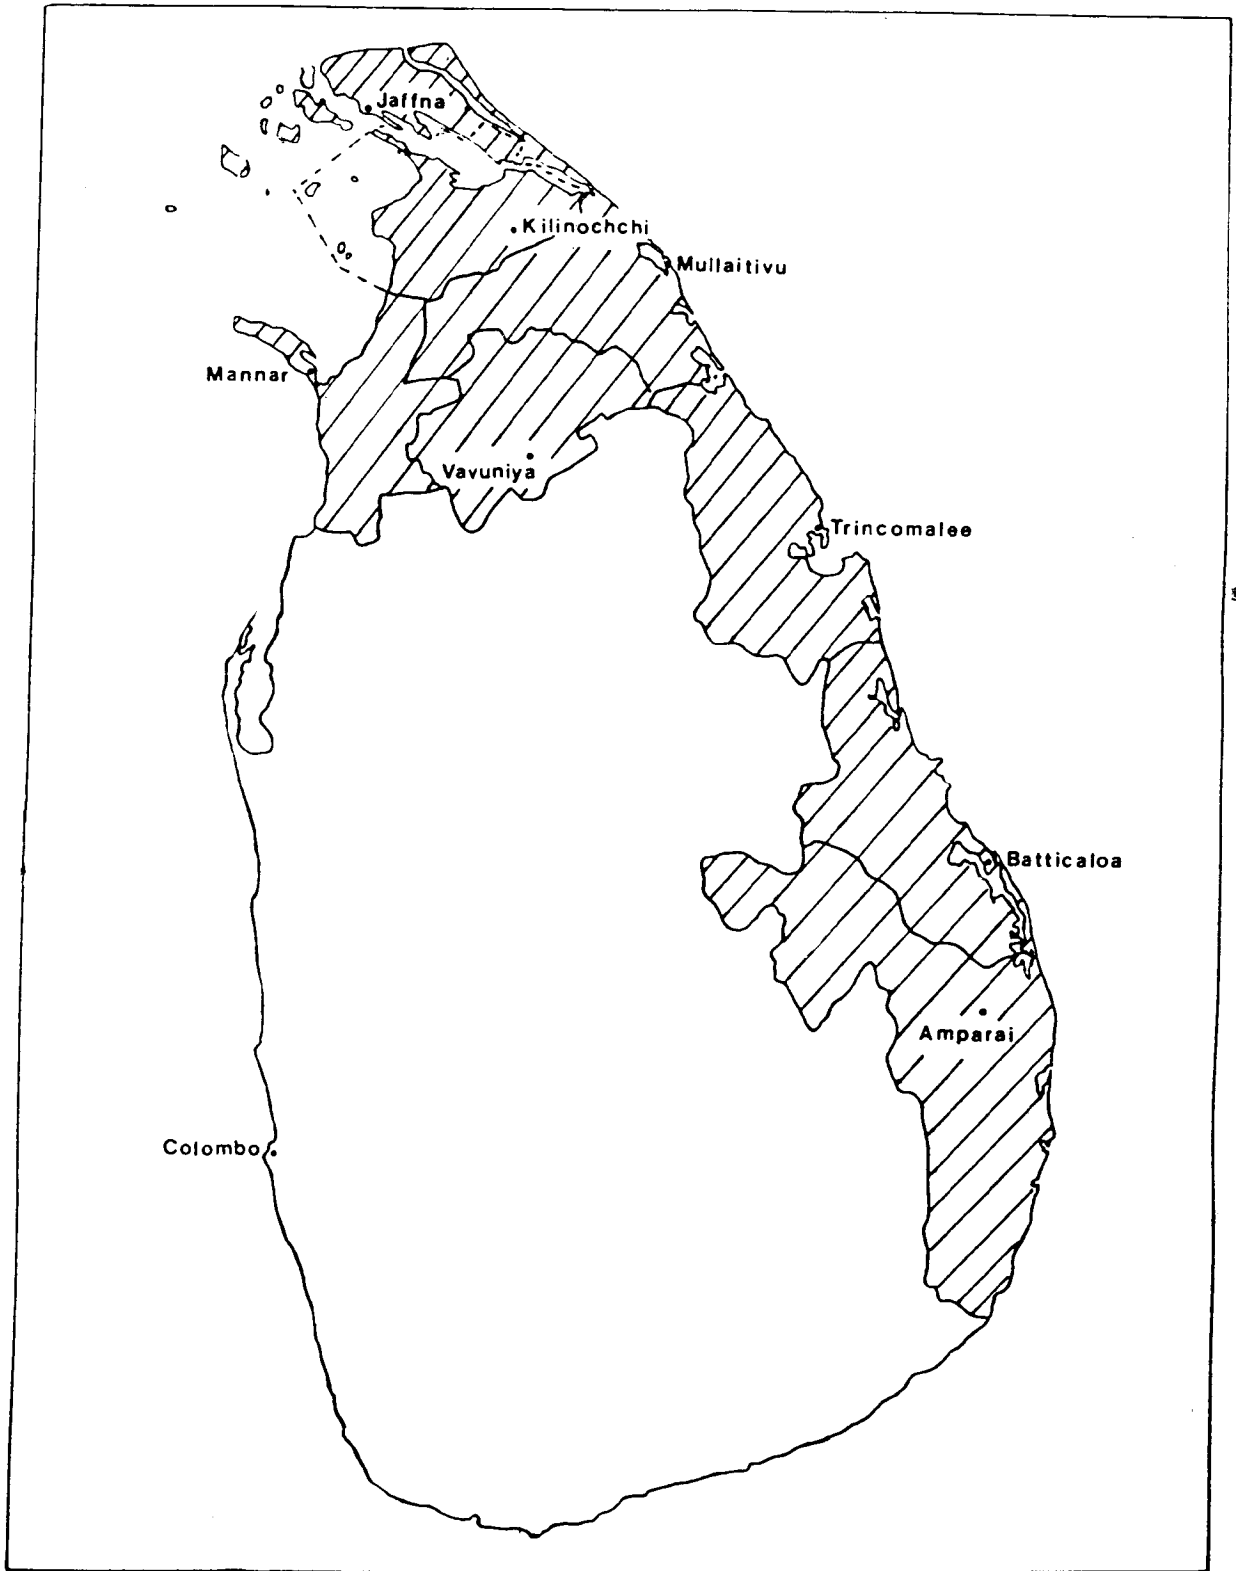 Jaffna
Kilinochchi
Mullaitivu
Mannar
Vavuniya
Trincomalee
Batticaloa
Amparai
Colombo